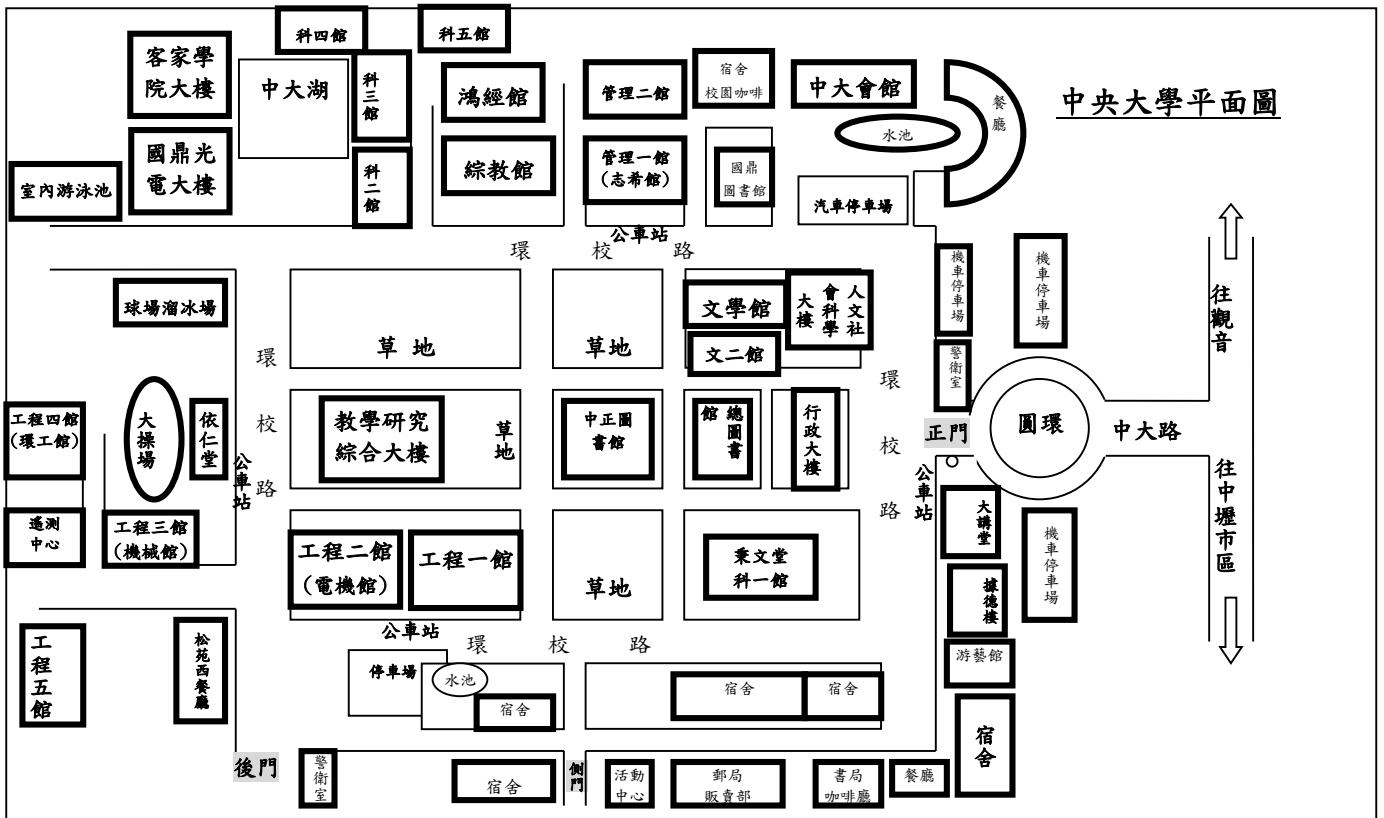 中央大學平面圖
科四館
科五館
客家學
院大樓
中大湖
科三館
鴻經館
管理二館
宿舍
校園咖啡
中大會館
餐廳
水池
國鼎光
電大樓
室內游泳池
科二館
綜教館
管理一館
(志希館)
國鼎
圖書館
汽車停車場
公車站
環校路
球場溜冰場
草 地
草地
文學館
文二館
人文社
會科學
大樓
機車停車場
機車停車場
警衛室
往觀音
環校路
環校路
工程四館
(環工館)
大操場
依仁堂
公車站
教學研究
綜合大樓
草地
中正圖
書館
總圖書
館
行政大樓
正門
圓環
中大路
公車站
往中壢市區
遙測
中心
工程三館
(機械館)
工程二館
(電機館)
工程一館
草地
秉文堂
科一館
大講堂
機車停車場
據德樓
公車站
環校路
游藝館
工程五館
松苑西餐廳
停車場
水池
宿舍
宿舍
宿舍
宿舍
後門
警衛室
宿舍
側門
活動
中心
郵局
販賣部
書局
咖啡廳
餐廳